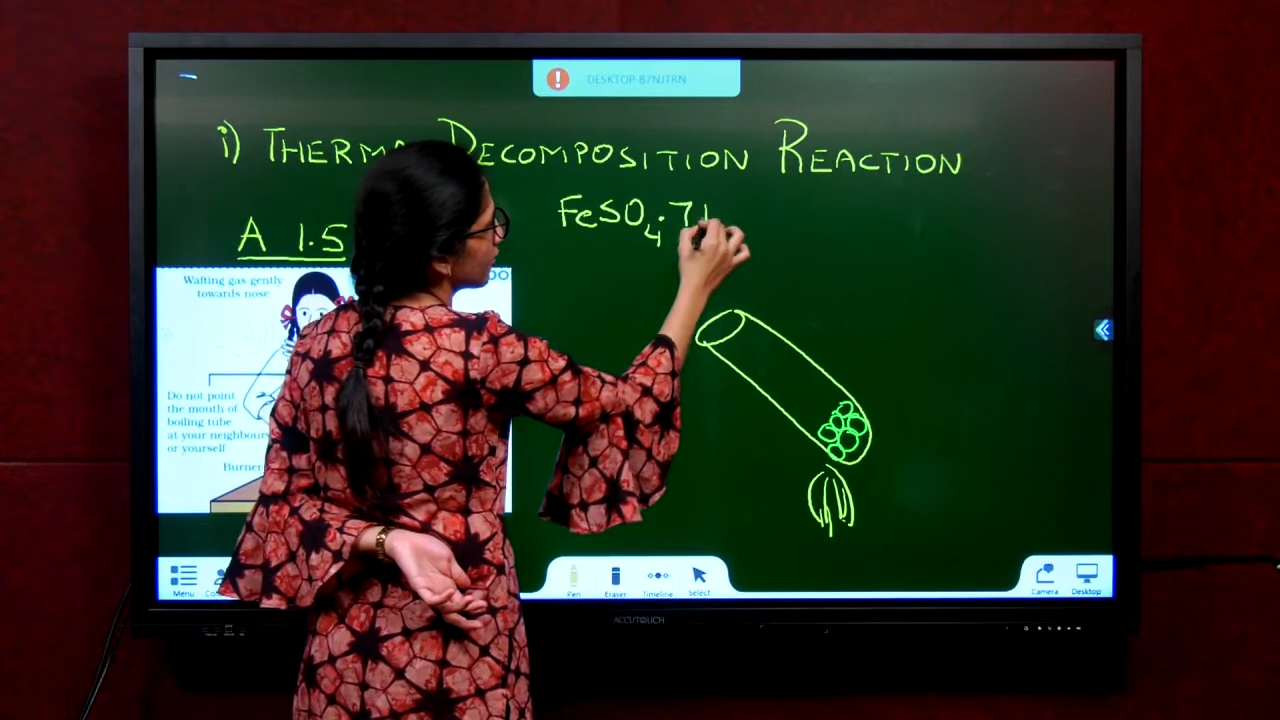 DESKTOP-B7NJTRN
i) THERMA DECOMPOSITION REACTION
FeSO4.7
A 1.5
Wafting gas gently
towards nose
Do not point
the mouth of
boiling tube
at your neighbour
or yourself
Burner
Menu
Pen
Eraser
Timeline
Select
Camera
Desktop
ACCUTOUCH